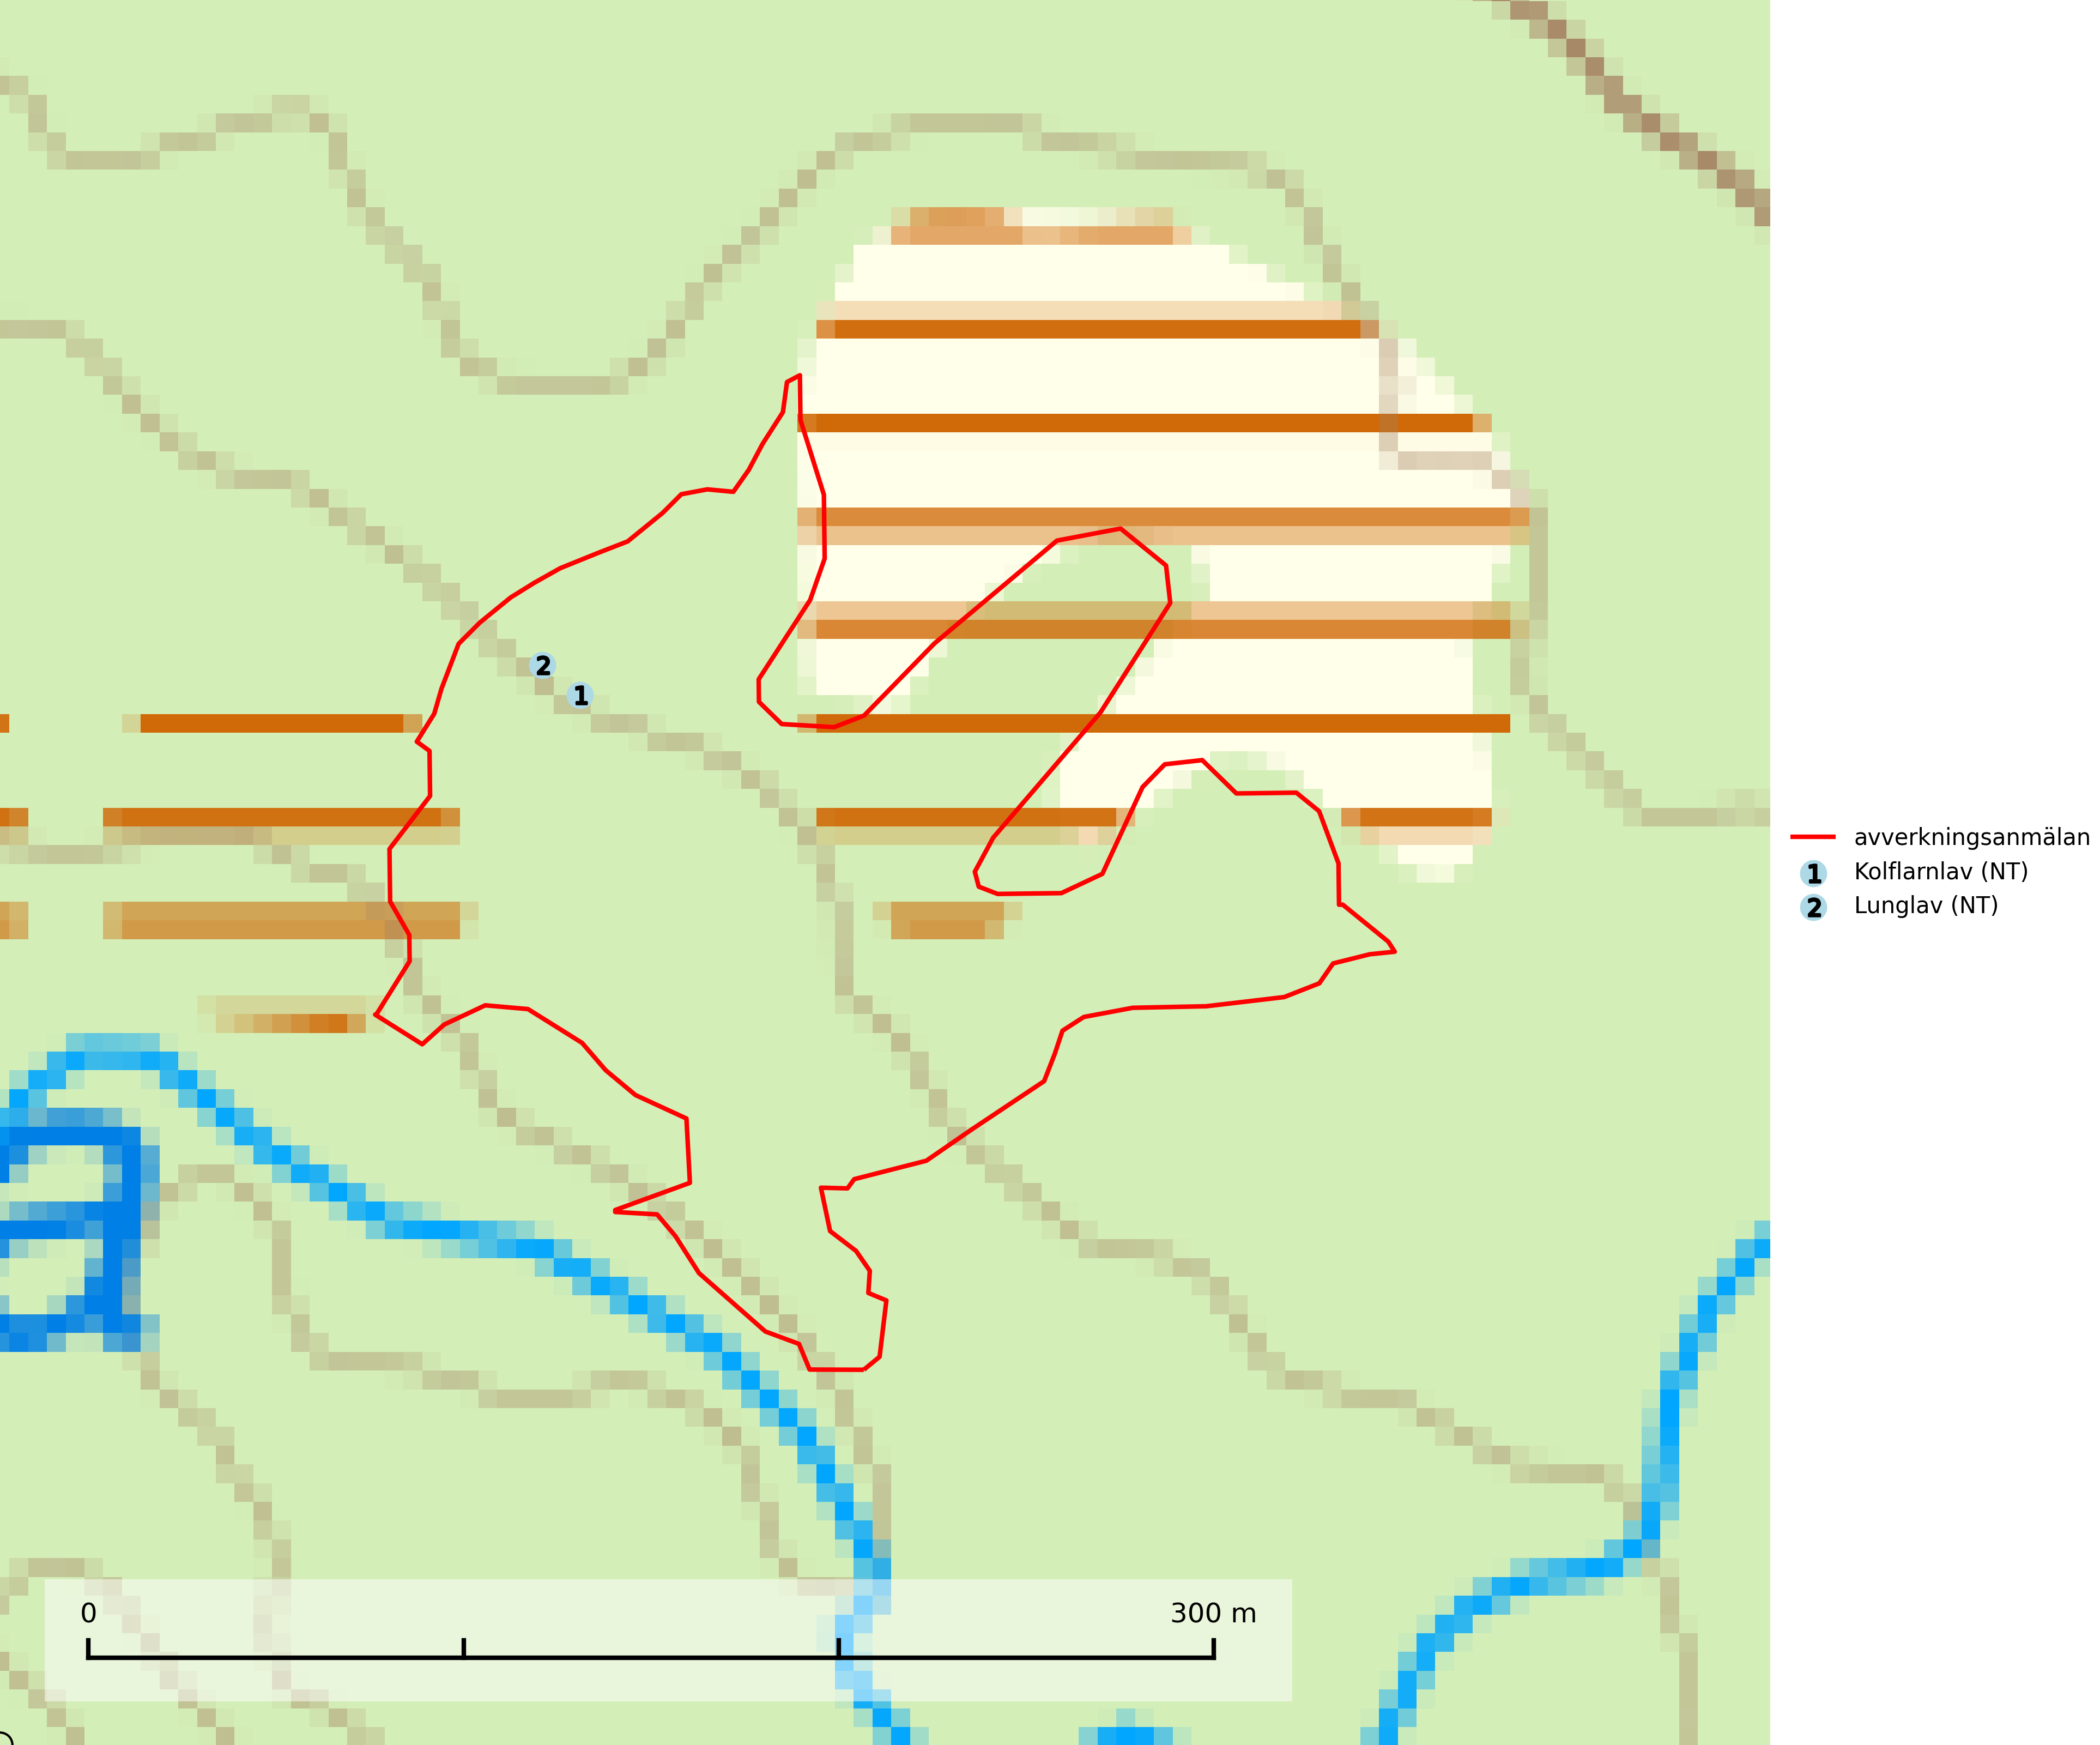 2
1
avverkningsanmälan
1 Kolflarnlav (NT)
2 Lunglav (NT)
0 300 m